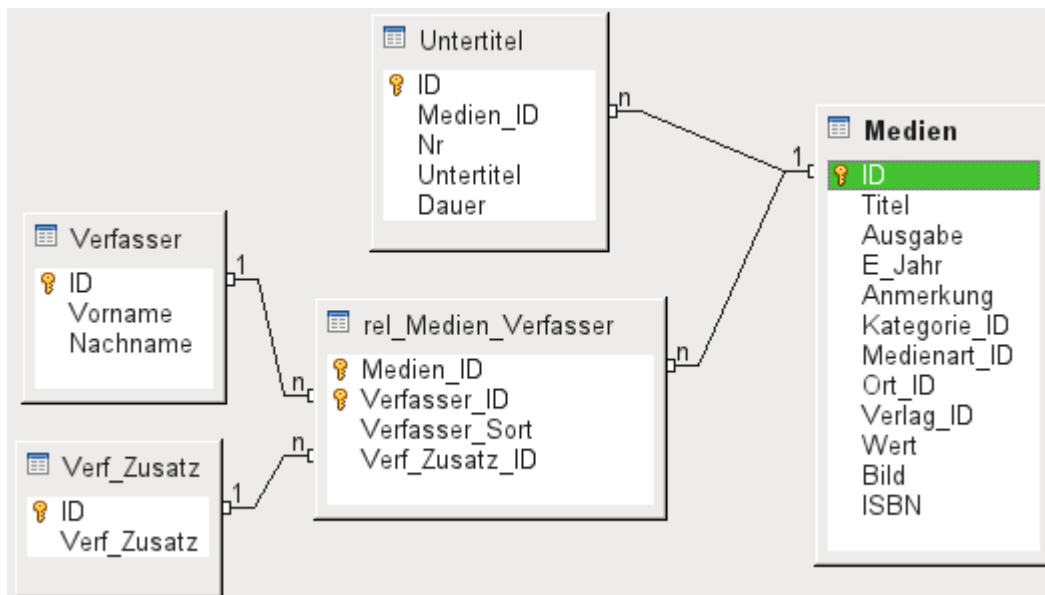 Untertitel
ID
Medien_ID
Nr
Untertitel
Dauer
n
1
Medien
ID
Titel
Ausgabe
E_Jahr
Anmerkung
Kategorie_ID
Medienart_ID
Ort_ID
Verlag_ID
Wert
Bild
ISBN
Verfasser
ID
Vorname
Nachname
1
n
rel_Medien_Verfasser
Medien_ID
Verfasser_ID
Verfasser_Sort
Verf_Zusatz_ID
n
n
Verf_Zusatz
ID
Verf_Zusatz
1